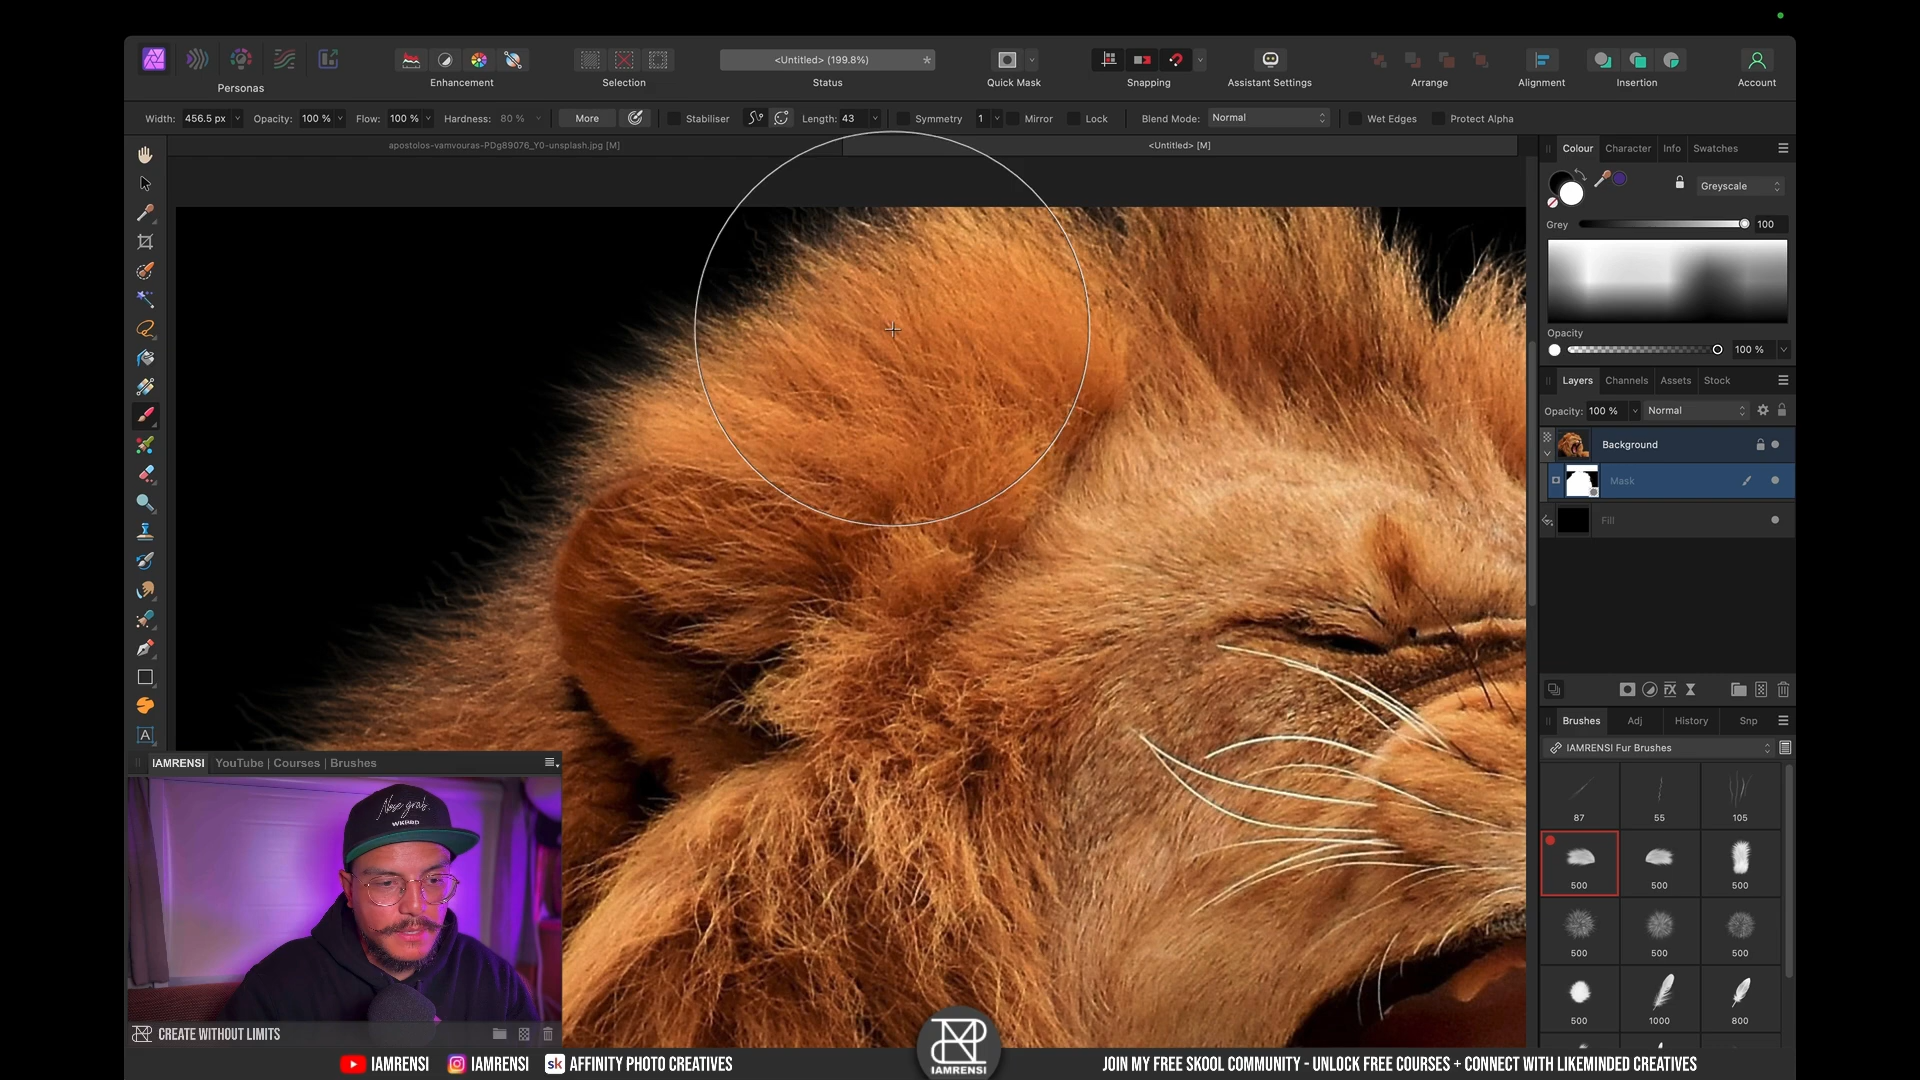 <Untitled> (199.8%)
*
Personas
Enhancement
Selection
Status
Quick Mask
Snapping
Assistant Settings
Arrange
Alignment
Insertion
Account
Width: 456.5 px
Opacity: 100 %
Flow: 100 %
Hardness: 80 %
More
Stabiliser
Length: 43
Symmetry 1
Mirror
Lock
Blend Mode: Normal
Wet Edges
Protect Alpha
apostolos-vamvouras-PDg89076_Y0-unsplash.jpg [M]
<Untitled> [M]
Colour Character Info Swatches
Greyscale
Grey 100
Opacity
100 %
Layers Channels Assets Stock
Opacity: 100 % Normal
Background
Mask
Fill
Brushes Adj History Snp
IAMRENSI Fur Brushes
87 55 105
500 500 500
500 500 500
500 1000 800
A
IAMRENSI YouTube | Courses | Brushes
Nose grab.
WKND
CREATE WITHOUT LIMITS
IAMRENSI
IAMRENSI
sk AFFINITY PHOTO CREATIVES
IAMRENSI
JOIN MY FREE SKOOL COMMUNITY - UNLOCK FREE COURSES + CONNECT WITH LIKEMINDED CREATIVES